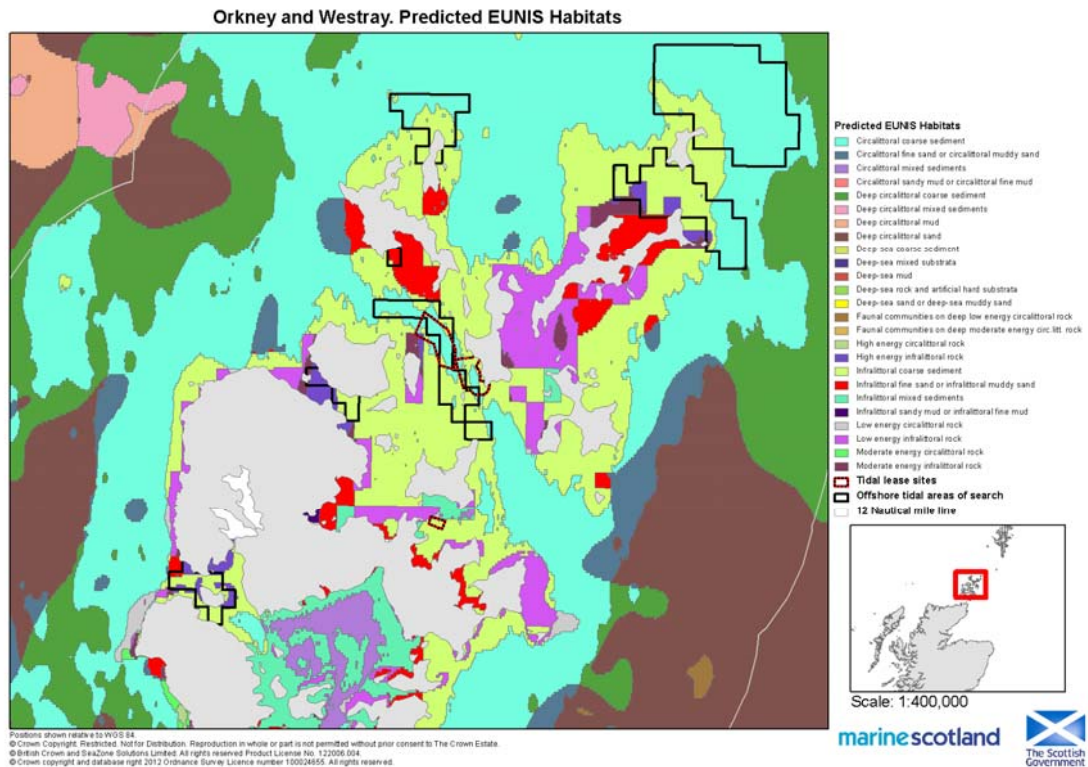 Orkney and Westray. Predicted EUNIS Habitats
Predicted EUNIS Habitats
Circalittoral coarse sediment
Circalittoral fine sand or circalittoral muddy sand
Circalittoral mixed sediments
Circalittoral sandy mud or circalittoral fine mud
Deep circalittoral coarse sediment
Deep circalittoral mixed sediments
Deep circalittoral mud
Deep circalittoral sand
Deep-sea coarse sediment
Deep-sea mixed substrata
Deep-sea mud
Deep-sea rock and artificial hard substrata
Deep-sea sand or deep-sea muddy sand
Faunal communities on deep low energy circalittoral rock
Faunal communities on deep moderate energy circ.litt. rock
High energy circalittoral rock
High energy infralittoral rock
Infralittoral coarse sediment
Infralittoral fine sand or infralittoral muddy sand
Infralittoral mixed sediments
Infralittoral sandy mud or infralittoral fine mud
Low energy circalittoral rock
Low energy infralittoral rock
Moderate energy circalittoral rock
Moderate energy infralittoral rock
Tidal lease sites
Offshore tidal areas of search
12 Nautical mile line
Scale: 1:400,000
Positions shown relative to WGS 84.
© Crown Copyright. Restricted. Not for Distribution. Reproduction in whole or part is not permitted without prior consent to The Crown Estate.
© British Crown and SeaZone Solutions Limited. All rights reserved Product License No. 122006.004.
© Crown copyright and database right 2012 Ordnance Survey Licence number 100024655. All rights reserved.
marinescotland
The Scottish
Government